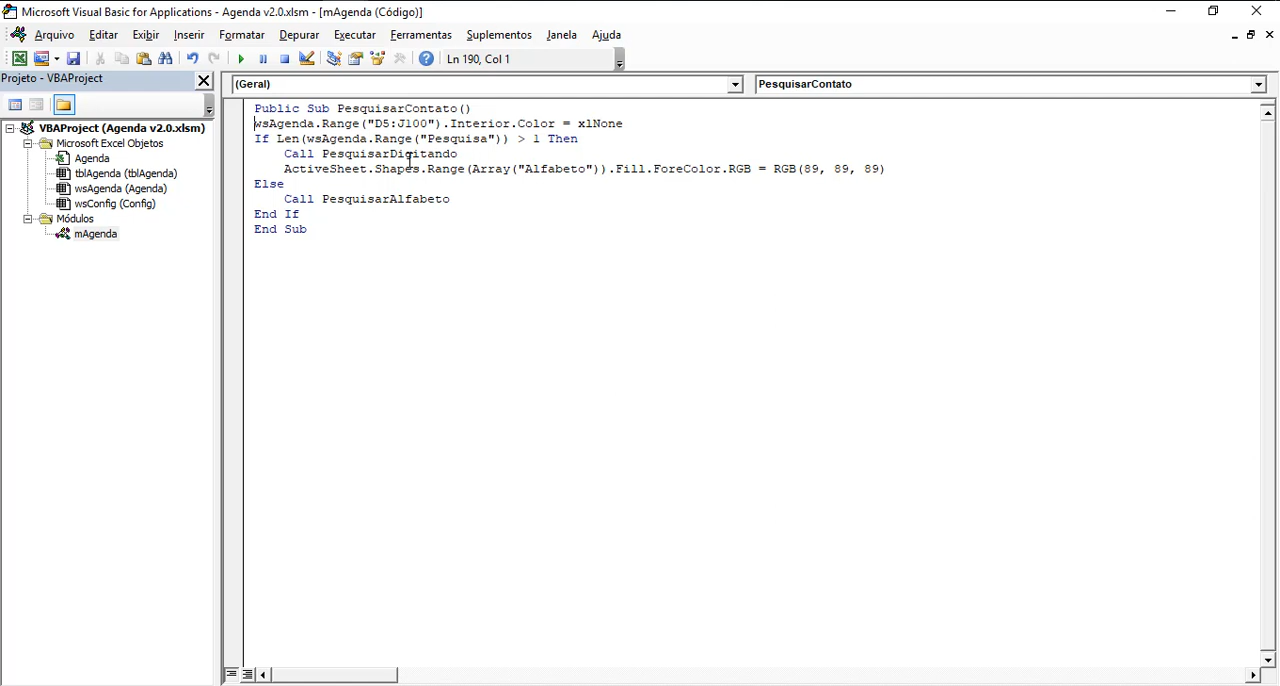 Microsoft Visual Basic for Applications - Agenda v2.0.xlsm - [mAgenda (Código)]
Arquivo Editar Exibir Inserir Formatar Depurar Executar Ferramentas Suplementos Janela Ajuda
Ln 190, Col 1
Projeto - VBAProject
(Geral)
PesquisarContato
VBAProject (Agenda v2.0.xlsm)
Microsoft Excel Objetos
Agenda
tblAgenda (tblAgenda)
wsAgenda (Agenda)
wsConfig (Config)
Módulos
mAgenda
Public Sub PesquisarContato()
wsAgenda.Range("D5:J100").Interior.Color = xlNone
If Len(wsAgenda.Range("Pesquisa")) > 1 Then
Call PesquisarDigitando
ActiveSheet.Shapes.Range(Array("Alfabeto")).Fill.ForeColor.RGB = RGB(89, 89, 89)
Else
Call PesquisarAlfabeto
End If
End Sub